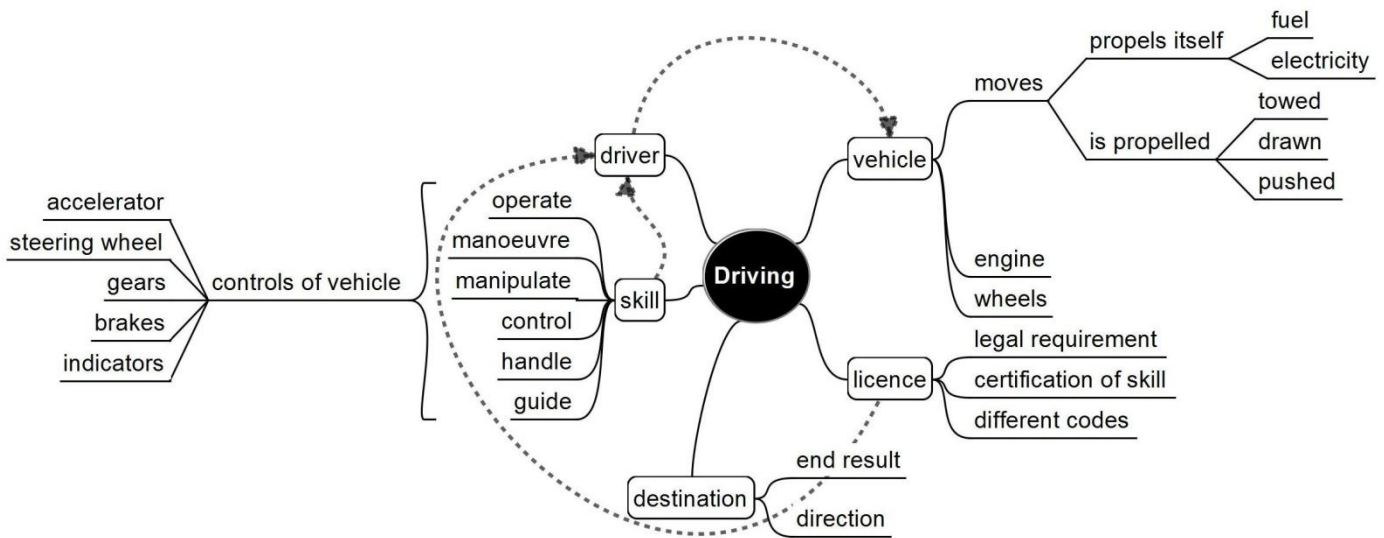 fuel
propels itself
electricity
moves
towed
is propelled
drawn
pushed
driver
vehicle
accelerator
steering wheel
gears
brakes
indicators
controls of vehicle
operate
manoeuvre
manipulate
control
handle
guide
skill
Driving
engine
wheels
legal requirement
licence
certification of skill
different codes
end result
destination
direction